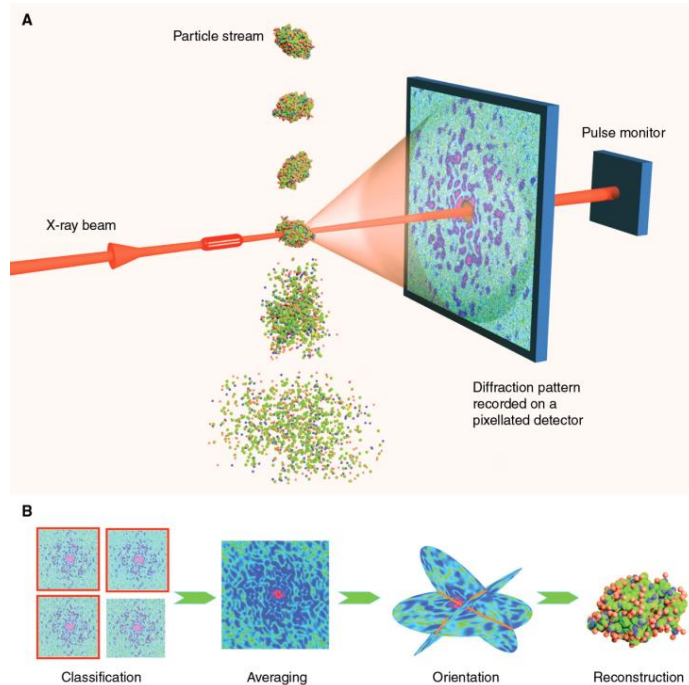 A
Particle stream
Pulse monitor
X-ray beam
Diffraction pattern
recorded on a
pixellated detector
B
Classification
Averaging
Orientation
Reconstruction